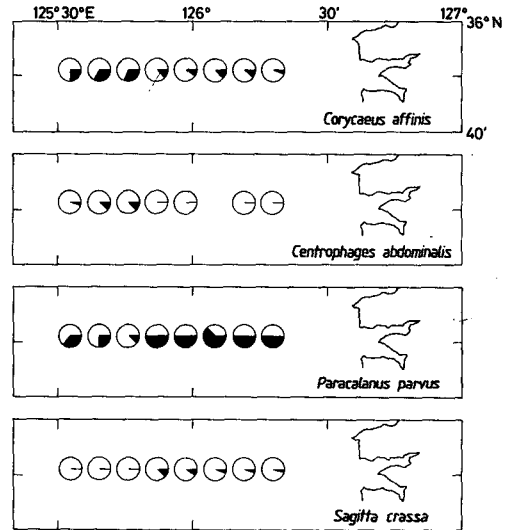 125°30'E 126° 30' 127°
36°N
Corycaeus affinis
40'
Centrophages abdominalis
Paracalanus parvus
Sagitta crassa